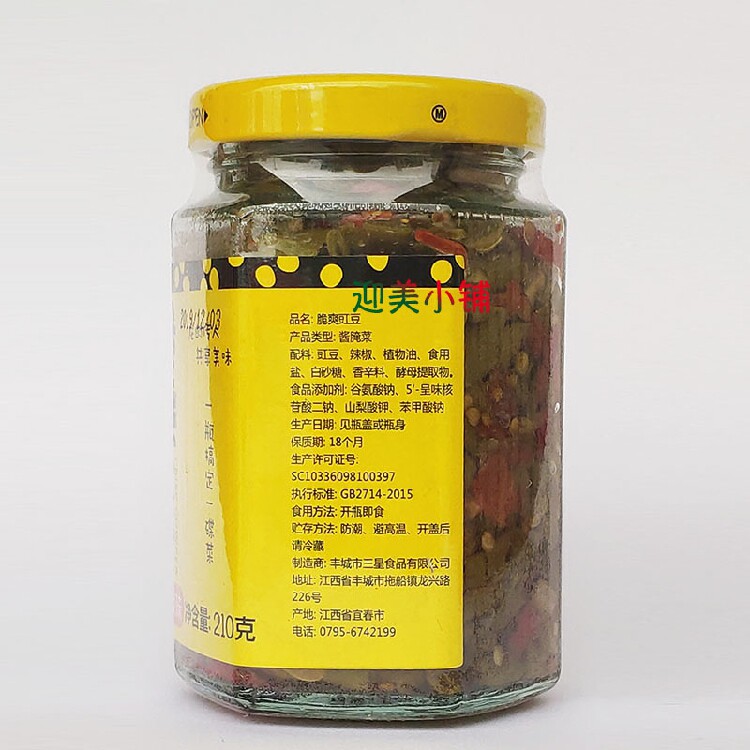 OPEN
M
迎美小铺
共享享味
一瓶搞定一碟菜
净含量: 210克
品名: 脆爽豇豆
产品类型: 酱腌菜
配料: 豇豆、辣椒、植物油、食用
盐、白砂糖、香辛料、酵母提取物。
食品添加剂: 谷氨酸钠、5'-呈味核
苷酸二钠、山梨酸钾、苯甲酸钠
生产日期: 见瓶盖或瓶身
保质期: 18个月
生产许可证号:
SC10336098100397
执行标准: GB2714-2015
食用方法: 开瓶即食
贮存方法: 防潮、避高温、开盖后
请冷藏
制造商: 丰城市三星食品有限公司
地址: 江西省丰城市拖船镇龙兴路
226号
产地: 江西省宜春市
电话: 0795-6742199